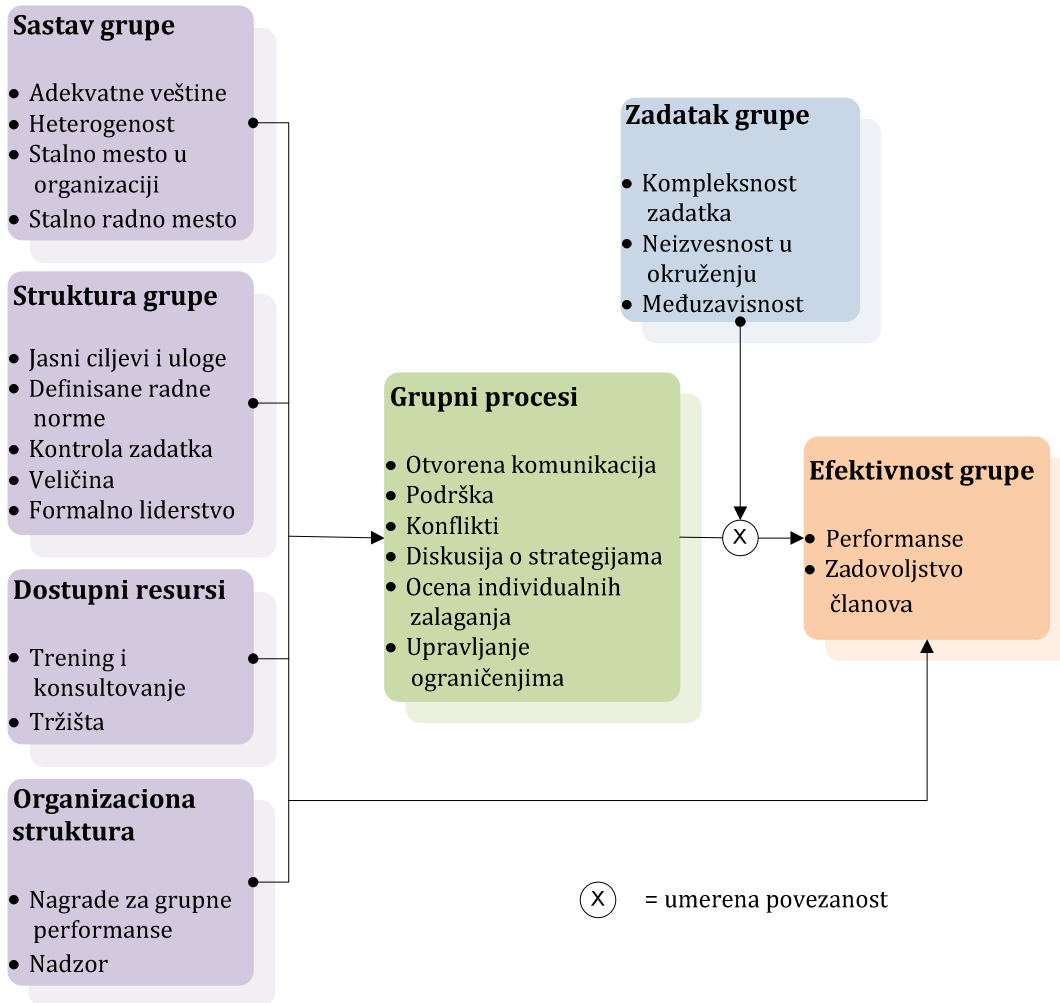 Sastav grupe
• Adekvatne veštine
• Heterogenost
• Stalno mesto u
organizaciji
• Stalno radno mesto
Struktura grupe
• Jasni ciljevi i uloge
• Definisane radne
norme
• Kontrola zadatka
• Veličina
• Formalno liderstvo
Dostupni resursi
• Trening i
konsultovanje
• Tržišta
Organizaciona
struktura
• Nagrade za grupne
performanse
• Nadzor
Grupni procesi
• Otvorena komunikacija
• Podrška
• Konflikti
• Diskusija o strategijama
• Ocena individualnih
zalaganja
• Upravljanje
ograničenjima
Zadatak grupe
• Kompleksnost
zadatka
• Neizvesnost u
okruženju
• Međuzavisnost
X
Efektivnost grupe
• Performanse
• Zadovoljstvo
članova
X = umerena povezanost